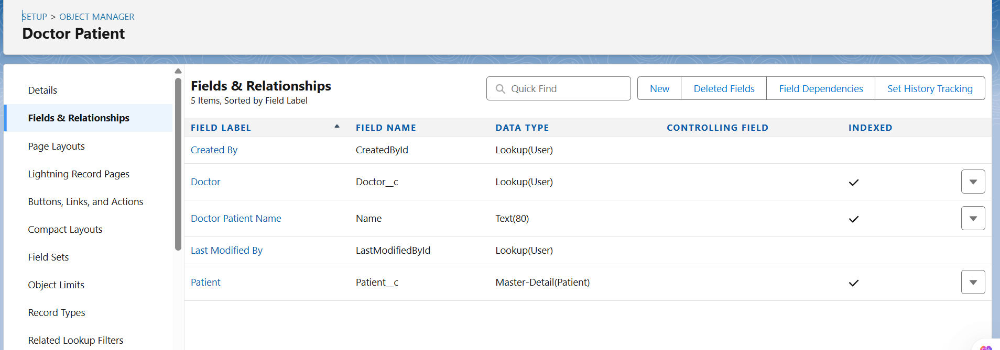 SETUP > OBJECT MANAGER
Doctor Patient
Details
Fields & Relationships
Page Layouts
Lightning Record Pages
Buttons, Links, and Actions
Compact Layouts
Field Sets
Object Limits
Record Types
Related Lookup Filters
Fields & Relationships
5 Items, Sorted by Field Label
Quick Find
New Deleted Fields Field Dependencies Set History Tracking
FIELD LABEL FIELD NAME DATA TYPE CONTROLLING FIELD INDEXED
Created By CreatedById Lookup(User)
Doctor Doctor__c Lookup(User)
Doctor Patient Name Name Text(80)
Last Modified By LastModifiedById Lookup(User)
Patient Patient__c Master-Detail(Patient)